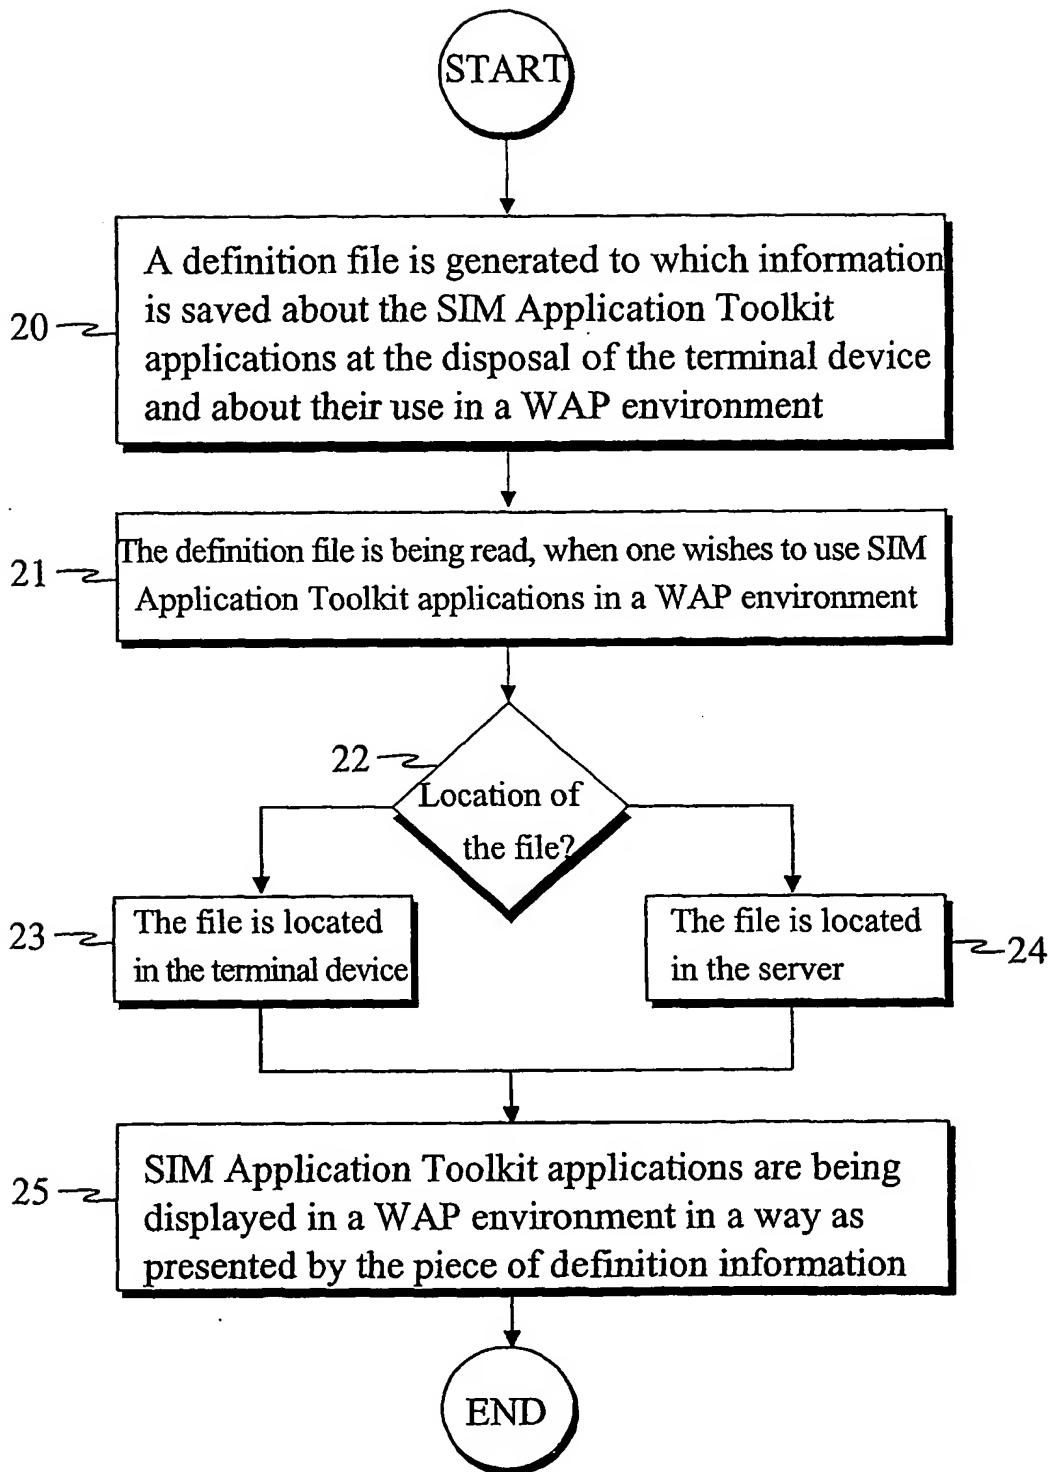 START
20
A definition file is generated to which information
is saved about the SIM Application Toolkit
applications at the disposal of the terminal device
and about their use in a WAP environment
21
The definition file is being read, when one wishes to use SIM
Application Toolkit applications in a WAP environment
22
Location of
the file?
23
The file is located
in the terminal device
The file is located
in the server
24
25
SIM Application Toolkit applications are being
displayed in a WAP environment in a way as
presented by the piece of definition information
END